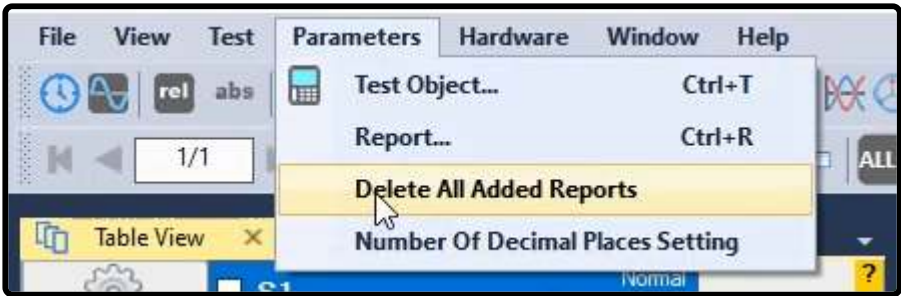 File View Test Parameters Hardware Window Help
rel abs Test Object... Ctrl+T
1/1 Report... Ctrl+R ALL
Delete All Added Reports
Table View × Number Of Decimal Places Setting
S1 Normal ?